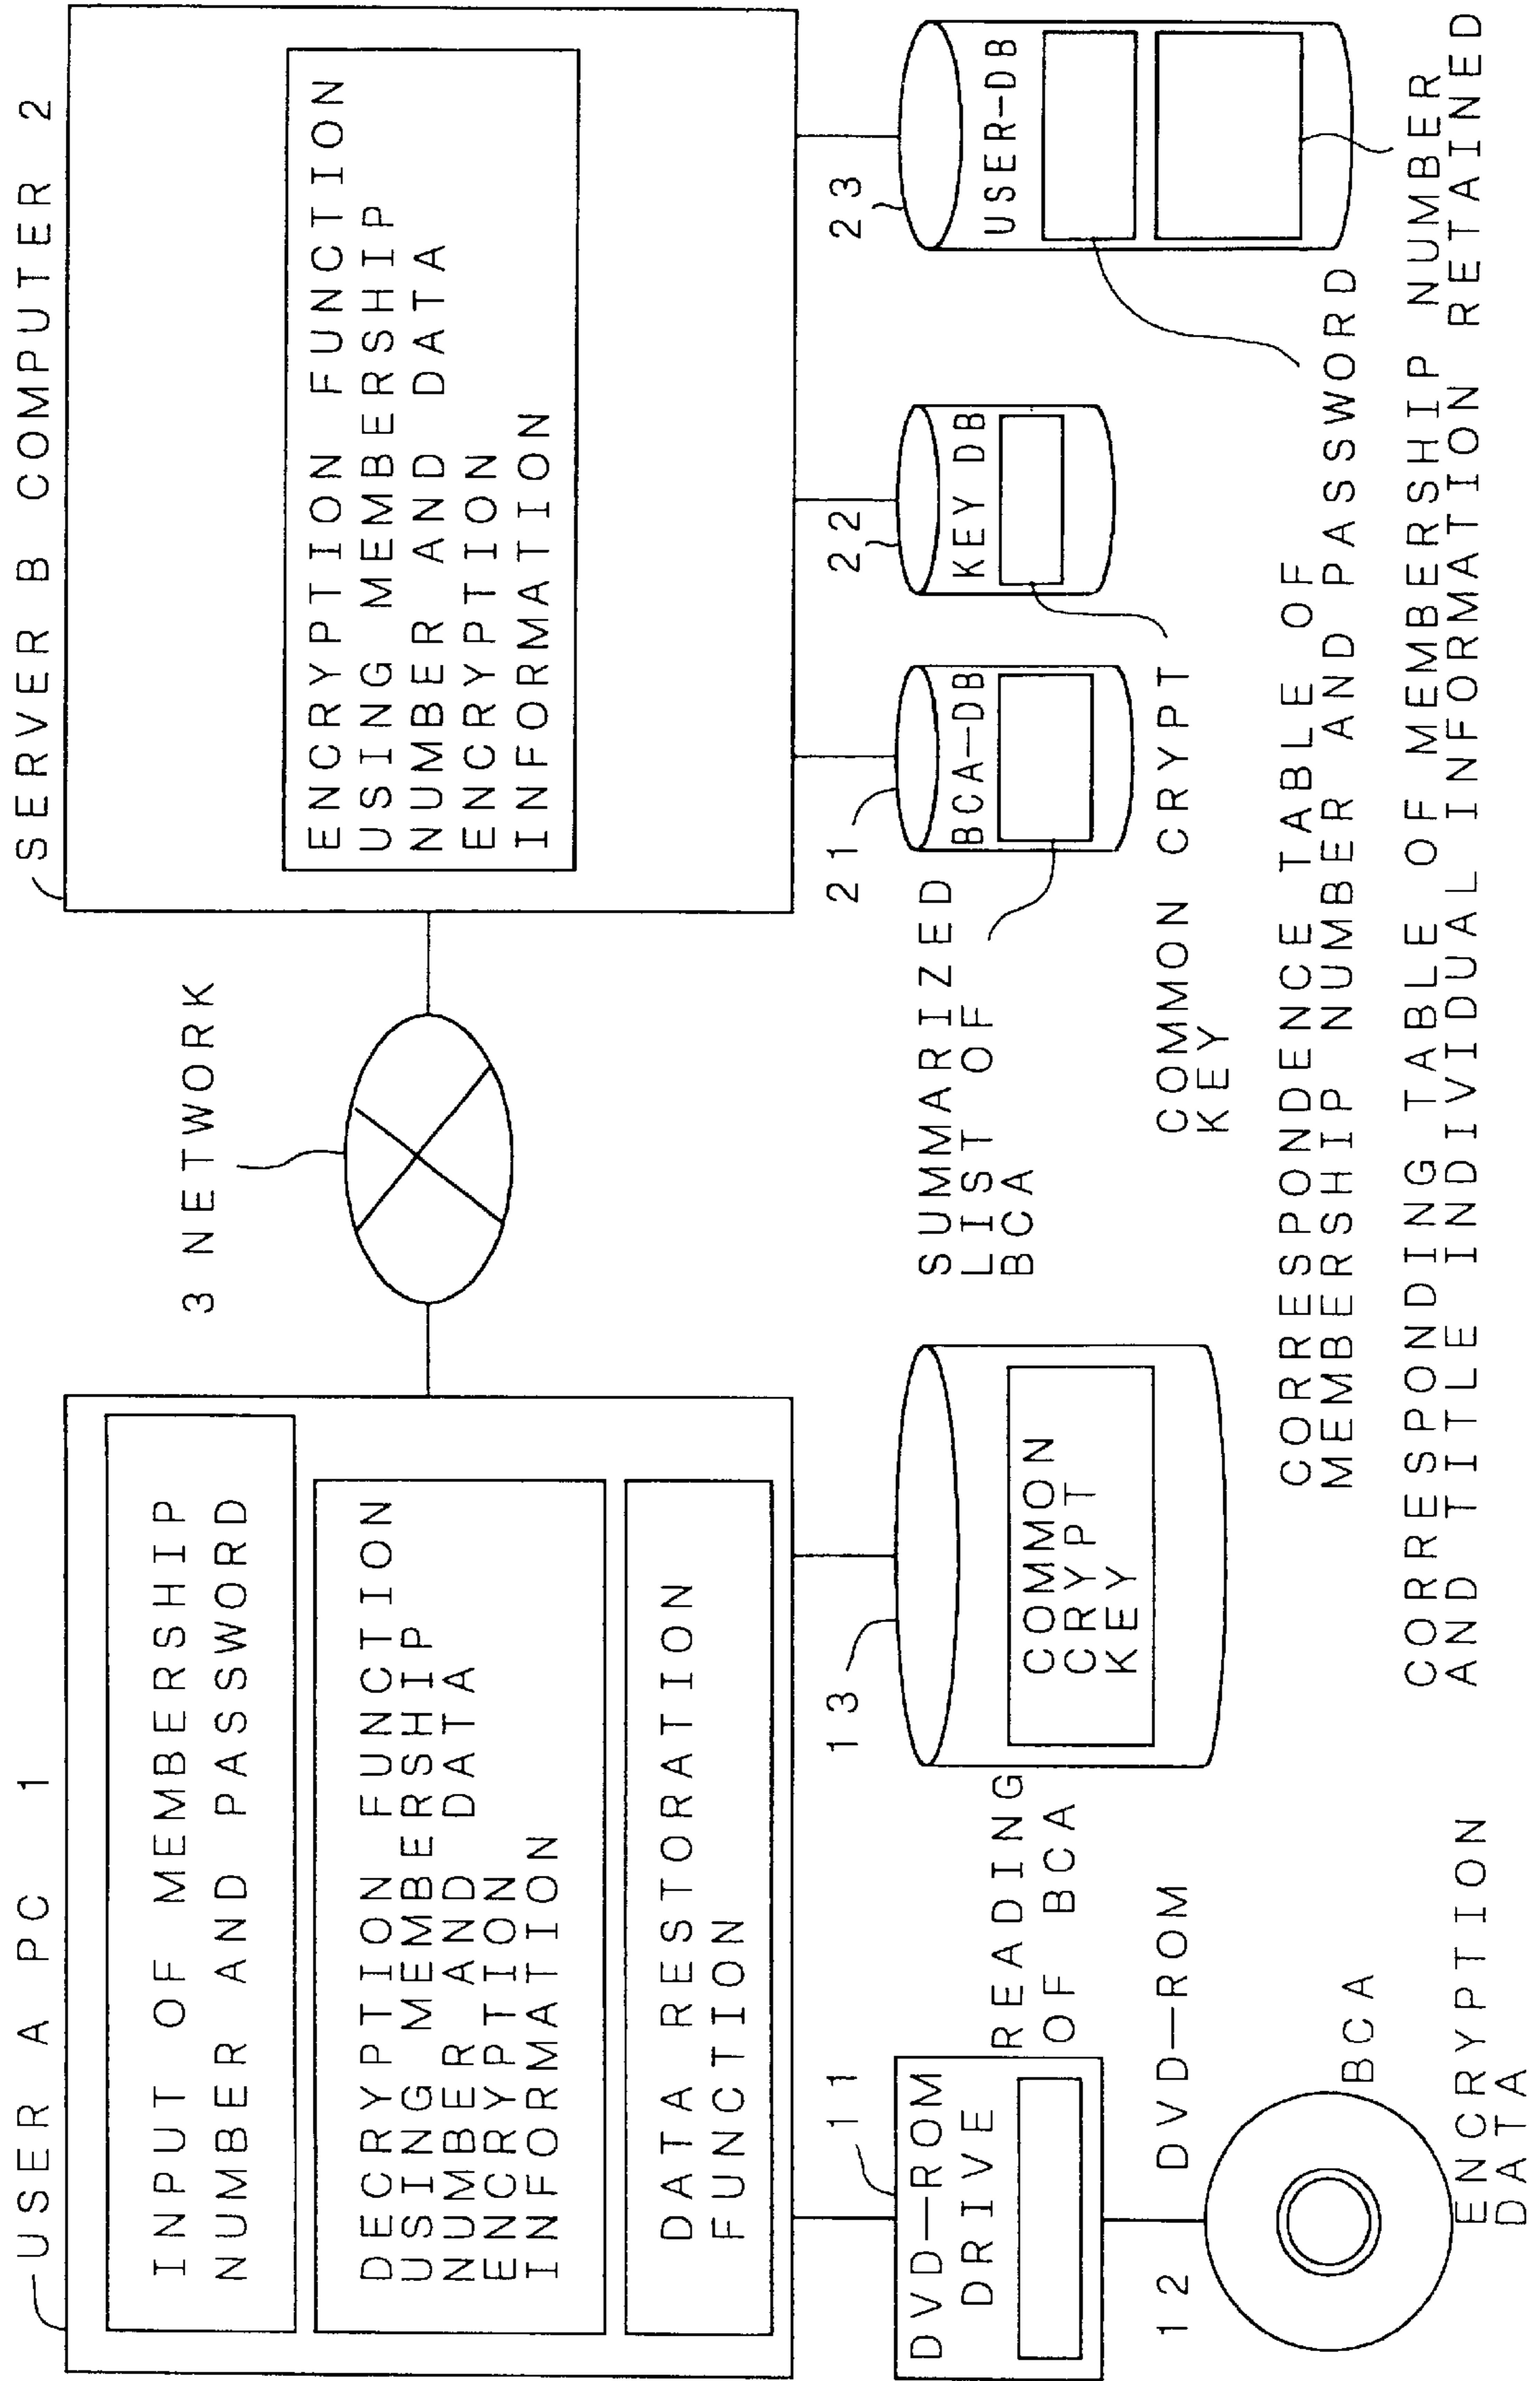 USER A PC 1
INPUT OF MEMBERSHIP
NUMBER AND PASSWORD
DECRYPTION FUNCTION
USING MEMBERSHIP
NUMBER AND DATA
ENCRYPTION
INFORMATION
DATA RESTORATION
FUNCTION
3 NETWORK
SERVER B COMPUTER 2
ENCRYPTION FUNCTION
USING MEMBERSHIP
NUMBER AND DATA
ENCRYPTION
INFORMATION
11
DVD-ROM
DRIVE
READING
OF BCA
12 DVD-ROM
BCA
ENCRYPTION
DATA
13
COMMON
CRYPT
KEY
21
BCA-DB
SUMMARIZED
LIST OF
BCA
22
KEY DB
COMMON CRYPT
KEY
23
USER-DB
CORRESPONDENCE TABLE OF
MEMBERSHIP NUMBER AND PASSWORD
CORRESPONDING TABLE OF MEMBERSHIP NUMBER
AND TITLE INDIVIDUAL INFORMATION RETAINED